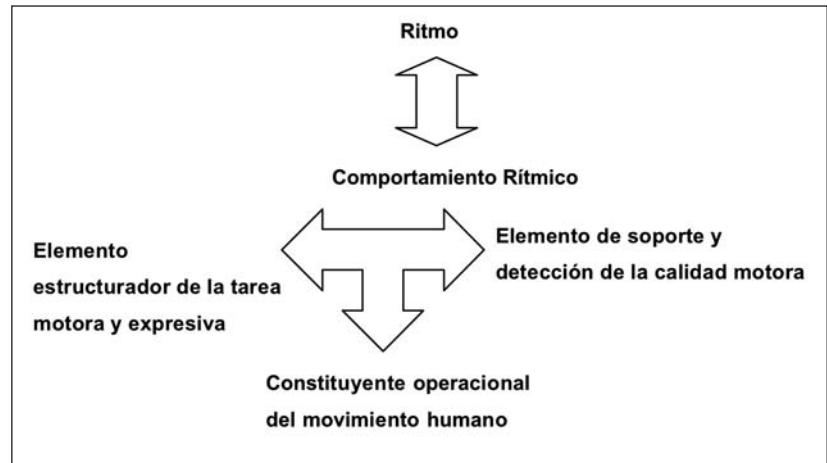 Ritmo
Comportamiento Rítmico
Elemento
estructurador de la tarea
motora y expresiva
Elemento de soporte y
detección de la calidad motora
Constituyente operacional
del movimiento humano